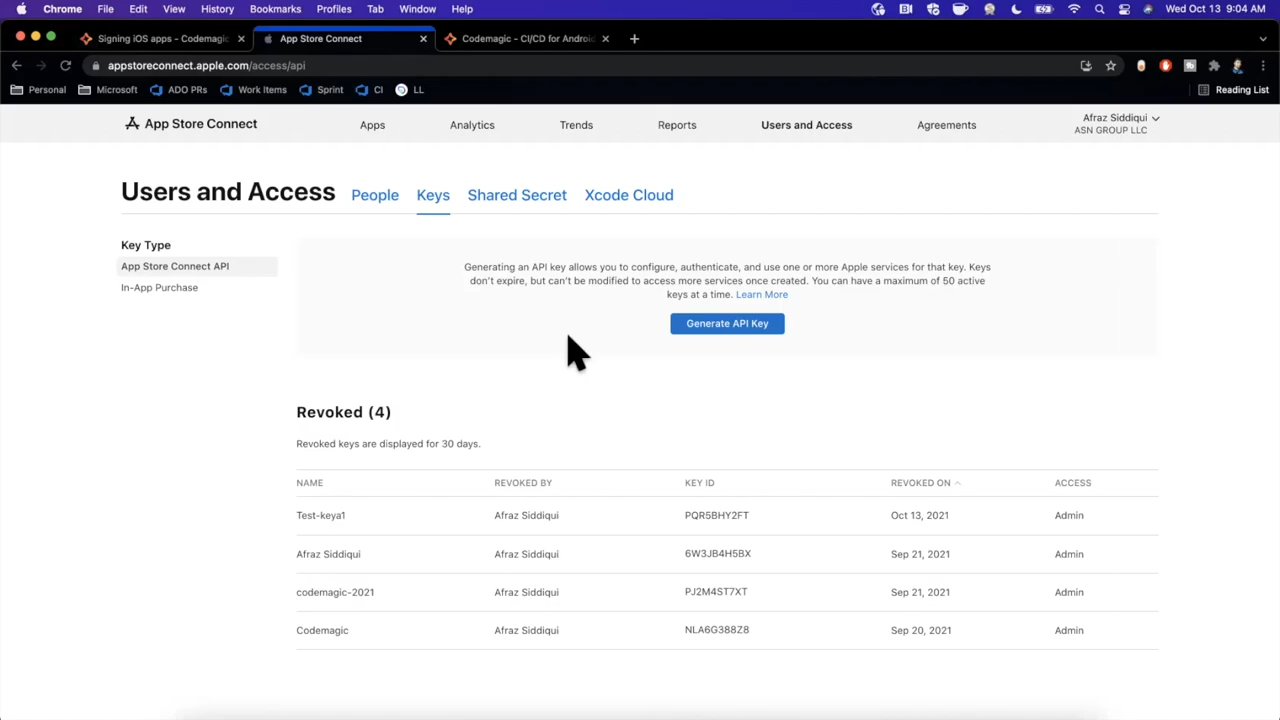 Chrome File Edit View History Bookmarks Profiles Tab Window Help Wed Oct 13 9:04 AM
Signing iOS apps - Codemagic App Store Connect Codemagic - CI/CD for Android
appstoreconnect.apple.com/access/api
Personal Microsoft ADO PRs Work Items Sprint CI LL Reading List
App Store Connect Apps Analytics Trends Reports Users and Access Agreements Afraz Siddiqui
ASN GROUP LLC
Users and Access People Keys Shared Secret Xcode Cloud
Key Type
App Store Connect API
In-App Purchase
Generating an API key allows you to configure, authenticate, and use one or more Apple services for that key. Keys
don't expire, but can't be modified to access more services once created. You can have a maximum of 50 active
keys at a time. Learn More
Generate API Key
Revoked (4)
Revoked keys are displayed for 30 days.
NAME REVOKED BY KEY ID REVOKED ON ACCESS
Test-keya1 Afraz Siddiqui PQR5BHY2FT Oct 13, 2021 Admin
Afraz Siddiqui Afraz Siddiqui 6W3JB4H5BX Sep 21, 2021 Admin
codemagic-2021 Afraz Siddiqui PJ2M4ST7XT Sep 21, 2021 Admin
Codemagic Afraz Siddiqui NLA6G388Z8 Sep 20, 2021 Admin